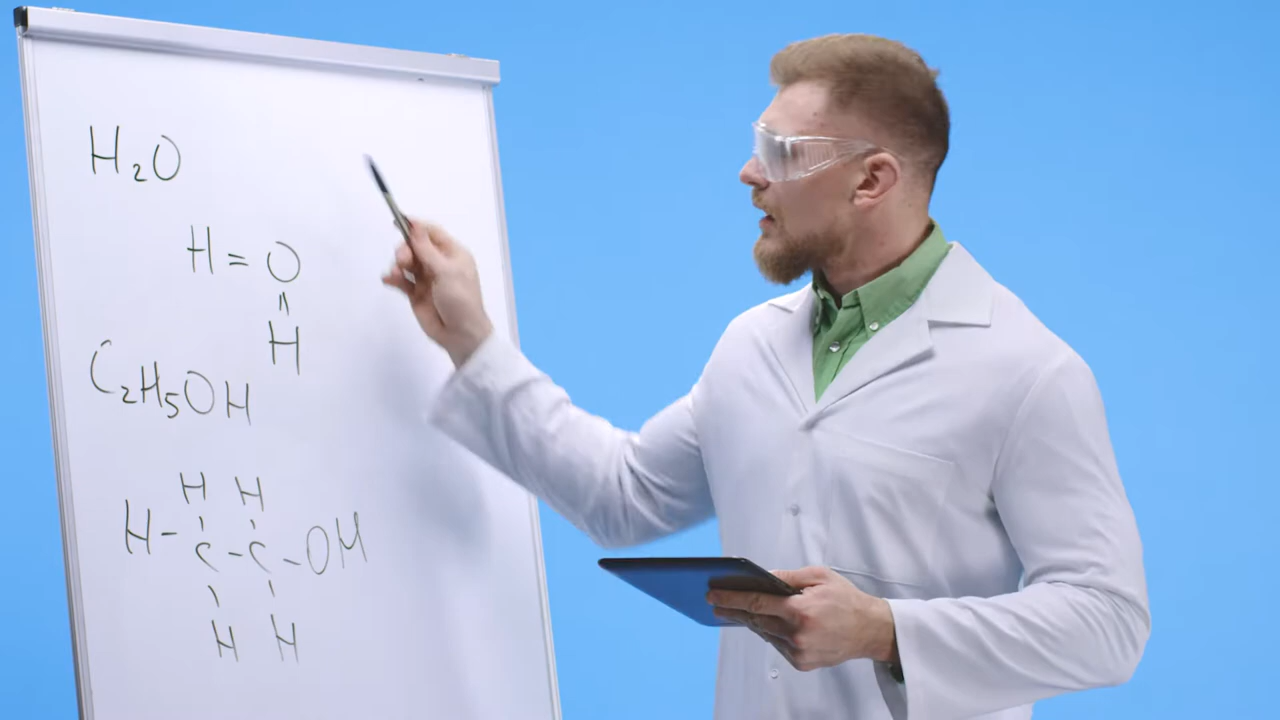 H₂O
H = O
"
H
C₂H₅OH
H H
' '
H - C - C - OH
' '
H H